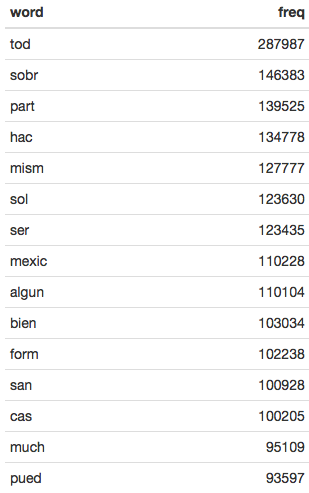 word freq
tod 287987
sobr 146383
part 139525
hac 134778
mism 127777
sol 123630
ser 123435
mexic 110228
algun 110104
bien 103034
form 102238
san 100928
cas 100205
much 95109
pued 93597